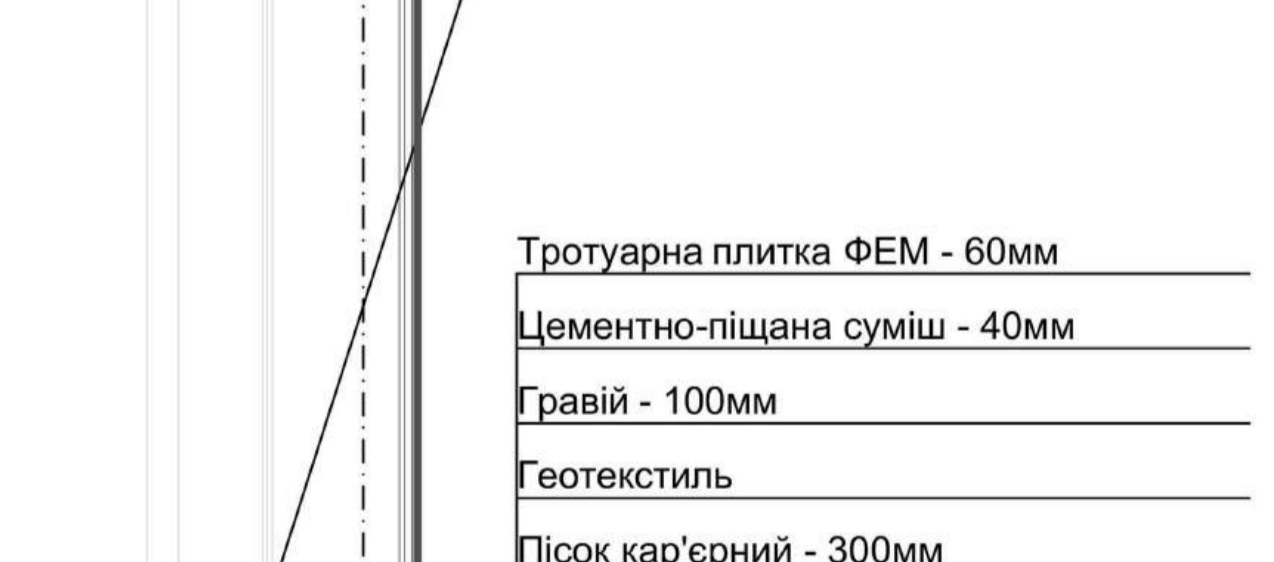 Тротуарна плитка ФЕМ - 60мм
Цементно-піщана суміш - 40мм
Гравій - 100мм
Геотекстиль
Пісок кар'єрний - 300мм